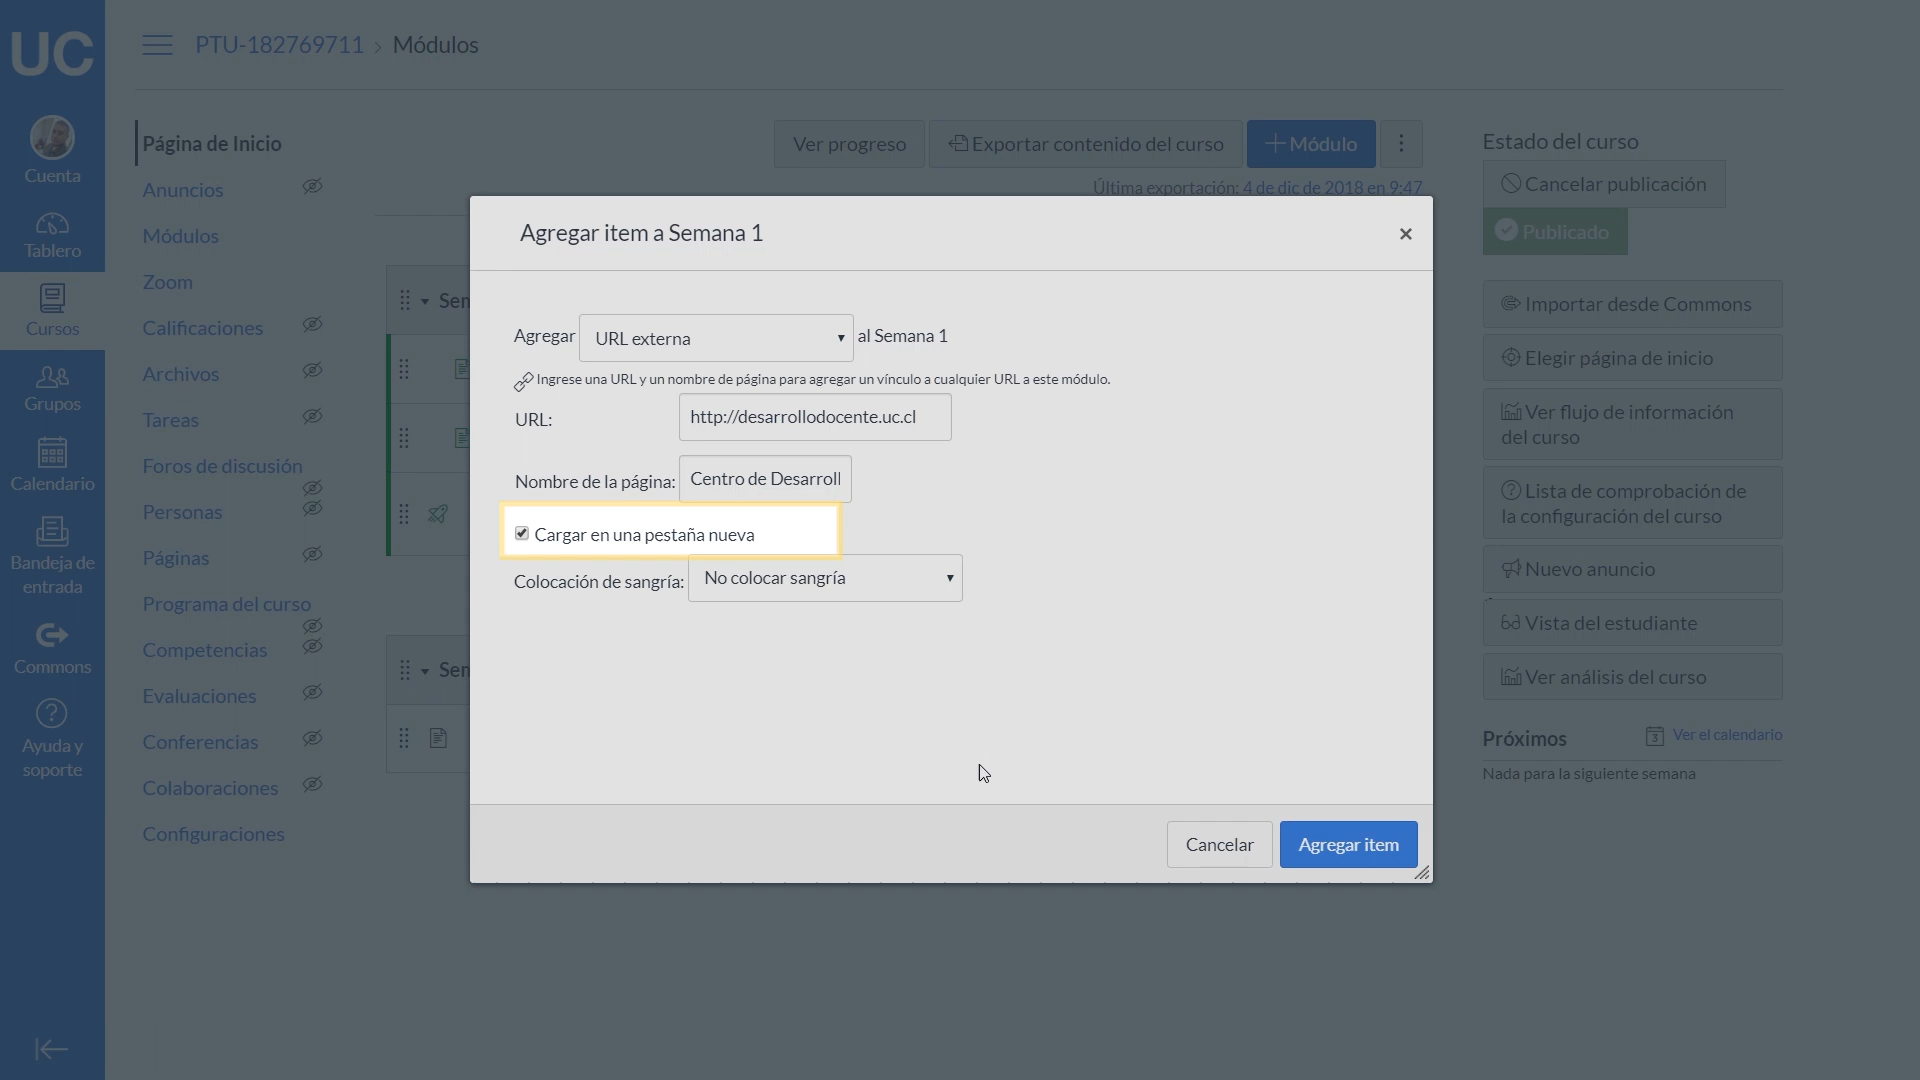 UC
Cuenta
Tablero
Cursos
Grupos
Calendario
Bandeja de
entrada
Commons
Ayuda y
soporte
PTU-182769711 › Módulos
Página de Inicio
Anuncios
Módulos
Zoom
Calificaciones
Archivos
Tareas
Foros de discusión
Personas
Páginas
Programa del curso
Competencias
Evaluaciones
Conferencias
Colaboraciones
Configuraciones
Ver progreso
Exportar contenido del curso
+ Módulo
Última exportación: 4 de dic de 2018 en 9:47
Sen
Sen
Agregar item a Semana 1
×
Agregar URL externa al Semana 1
Ingrese una URL y un nombre de página para agregar un vínculo a cualquier URL a este módulo.
URL: http://desarrollodocente.uc.cl
Nombre de la página: Centro de Desarroll
Cargar en una pestaña nueva
Colocación de sangría: No colocar sangría
Cancelar
Agregar item
Estado del curso
Cancelar publicación
Publicado
Importar desde Commons
Elegir página de inicio
Ver flujo de información
del curso
Lista de comprobación de
la configuración del curso
Nuevo anuncio
Vista del estudiante
Ver análisis del curso
Próximos
3 Ver el calendario
Nada para la siguiente semana